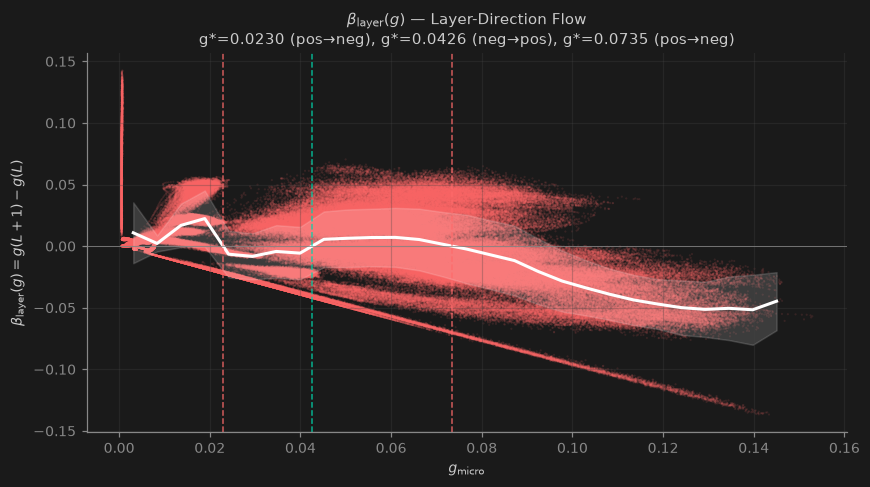 β_layer(g) — Layer-Direction Flow
g*=0.0230 (pos→neg), g*=0.0426 (neg→pos), g*=0.0735 (pos→neg)
β_layer(g) = g(L + 1) − g(L)
0.15
0.10
0.05
0.00
−0.05
−0.10
−0.15
0.00 0.02 0.04 0.06 0.08 0.10 0.12 0.14 0.16
g_micro